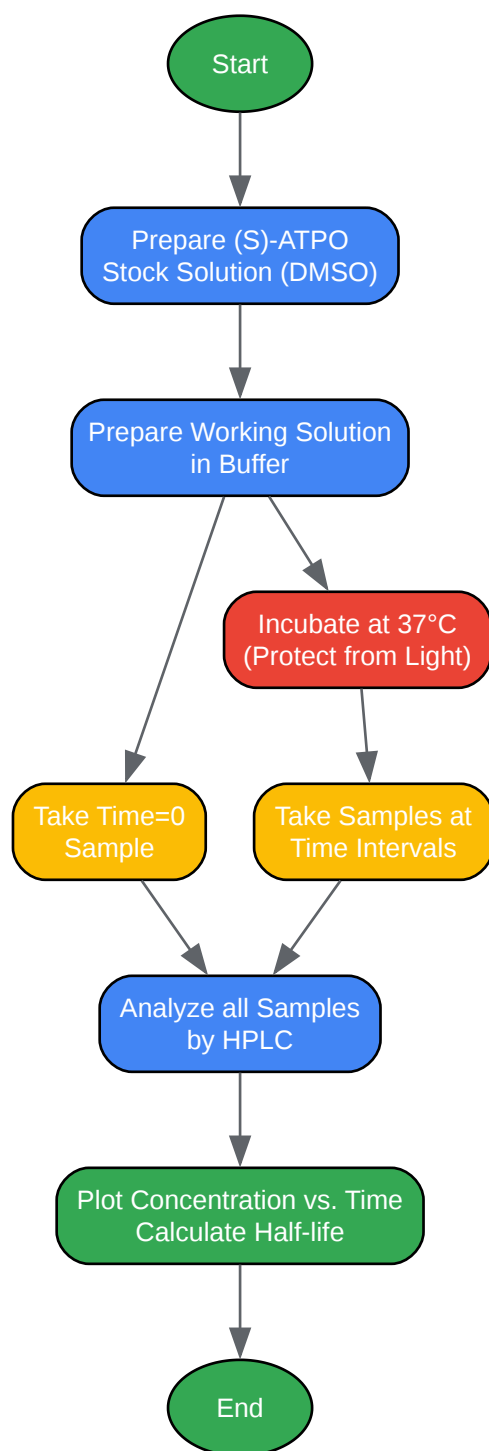 Start
Prepare (S)-ATPO
Stock Solution (DMSO)
Prepare Working Solution
in Buffer
Incubate at 37°C
(Protect from Light)
Take Time=0
Sample
Take Samples at
Time Intervals
Analyze all Samples
by HPLC
Plot Concentration vs. Time
Calculate Half-life
End